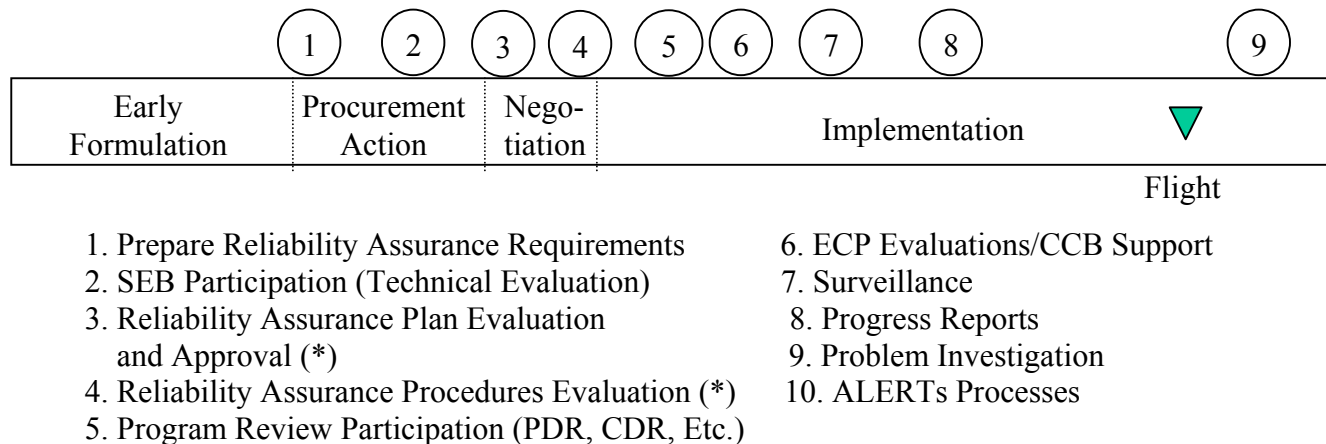 1 2 3 4 5 6 7 8 9
Early Formulation
Procurement Action
Nego-
tiation
Implementation
Flight
1. Prepare Reliability Assurance Requirements
2. SEB Participation (Technical Evaluation)
3. Reliability Assurance Plan Evaluation
and Approval (*)
4. Reliability Assurance Procedures Evaluation (*)
5. Program Review Participation (PDR, CDR, Etc.)
6. ECP Evaluations/CCB Support
7. Surveillance
8. Progress Reports
9. Problem Investigation
10. ALERTs Processes